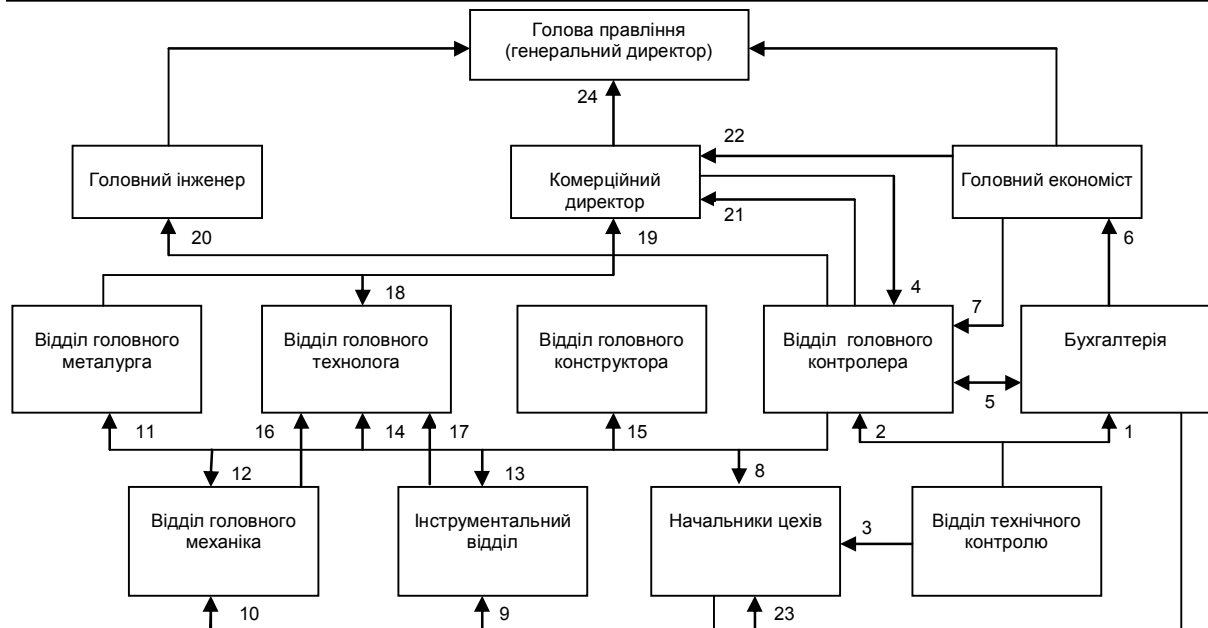 Голова правління
(генеральний директор)
24
22
Головний інженер
Комерційний
директор
Головний економіст
21
20
19
6
4
18
7
Відділ головного
металурга
Відділ головного
технолога
Відділ головного
конструктора
Відділ головного
контролера
Бухгалтерія
5
11
16
14
17
15
2
1
12
13
8
Відділ головного
механіка
Інструментальний
відділ
Начальники цехів
3
Відділ технічного
контролю
10
9
23